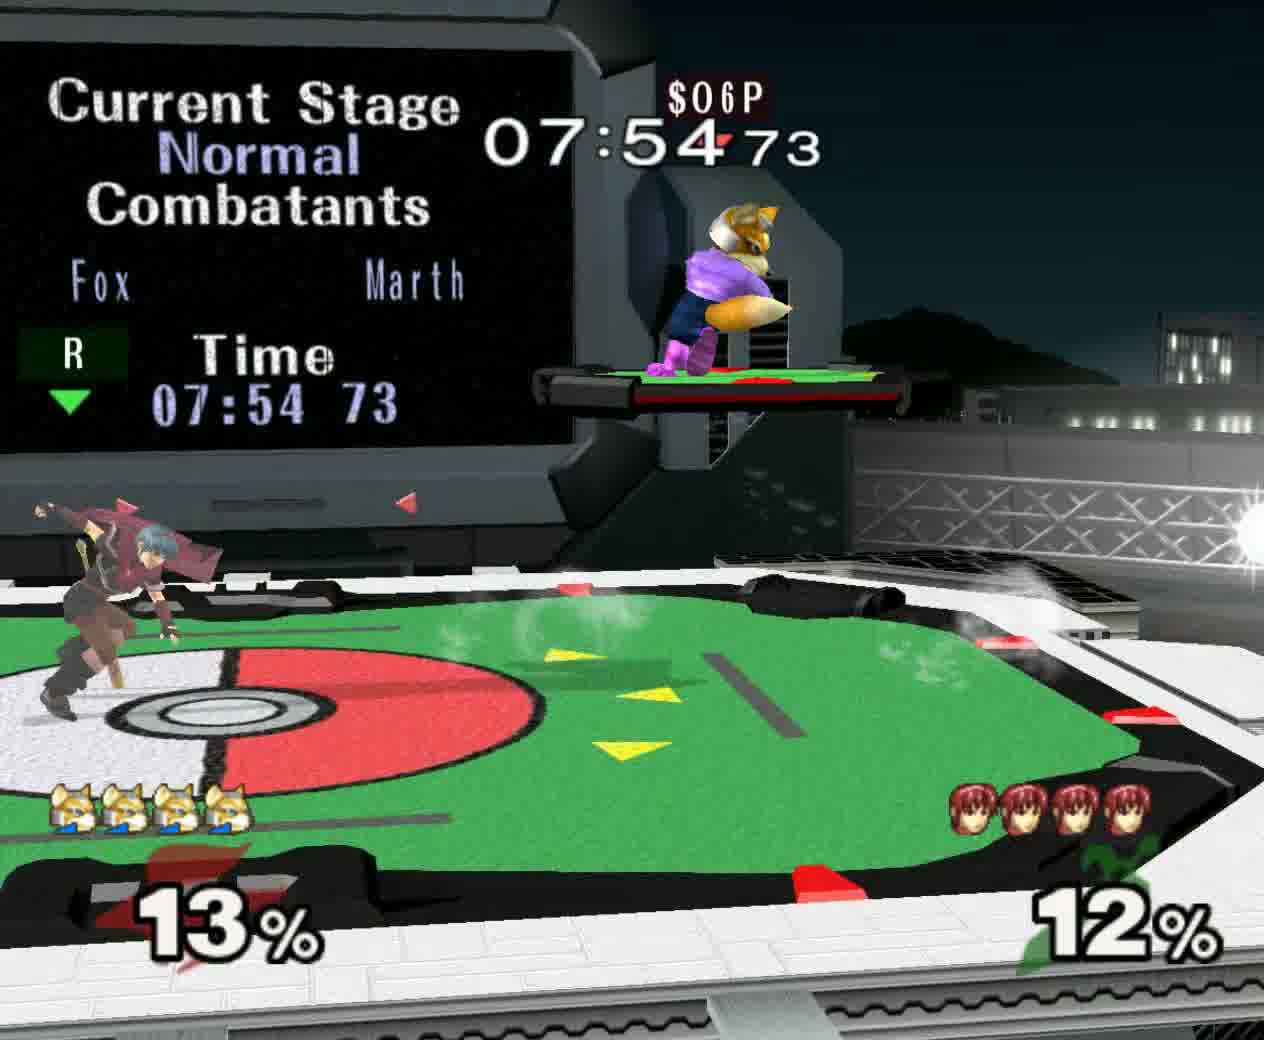 Current Stage
Normal
Combatants
Fox Marth
R Time
07:54 73
$06P
07:54 73
13%
12%